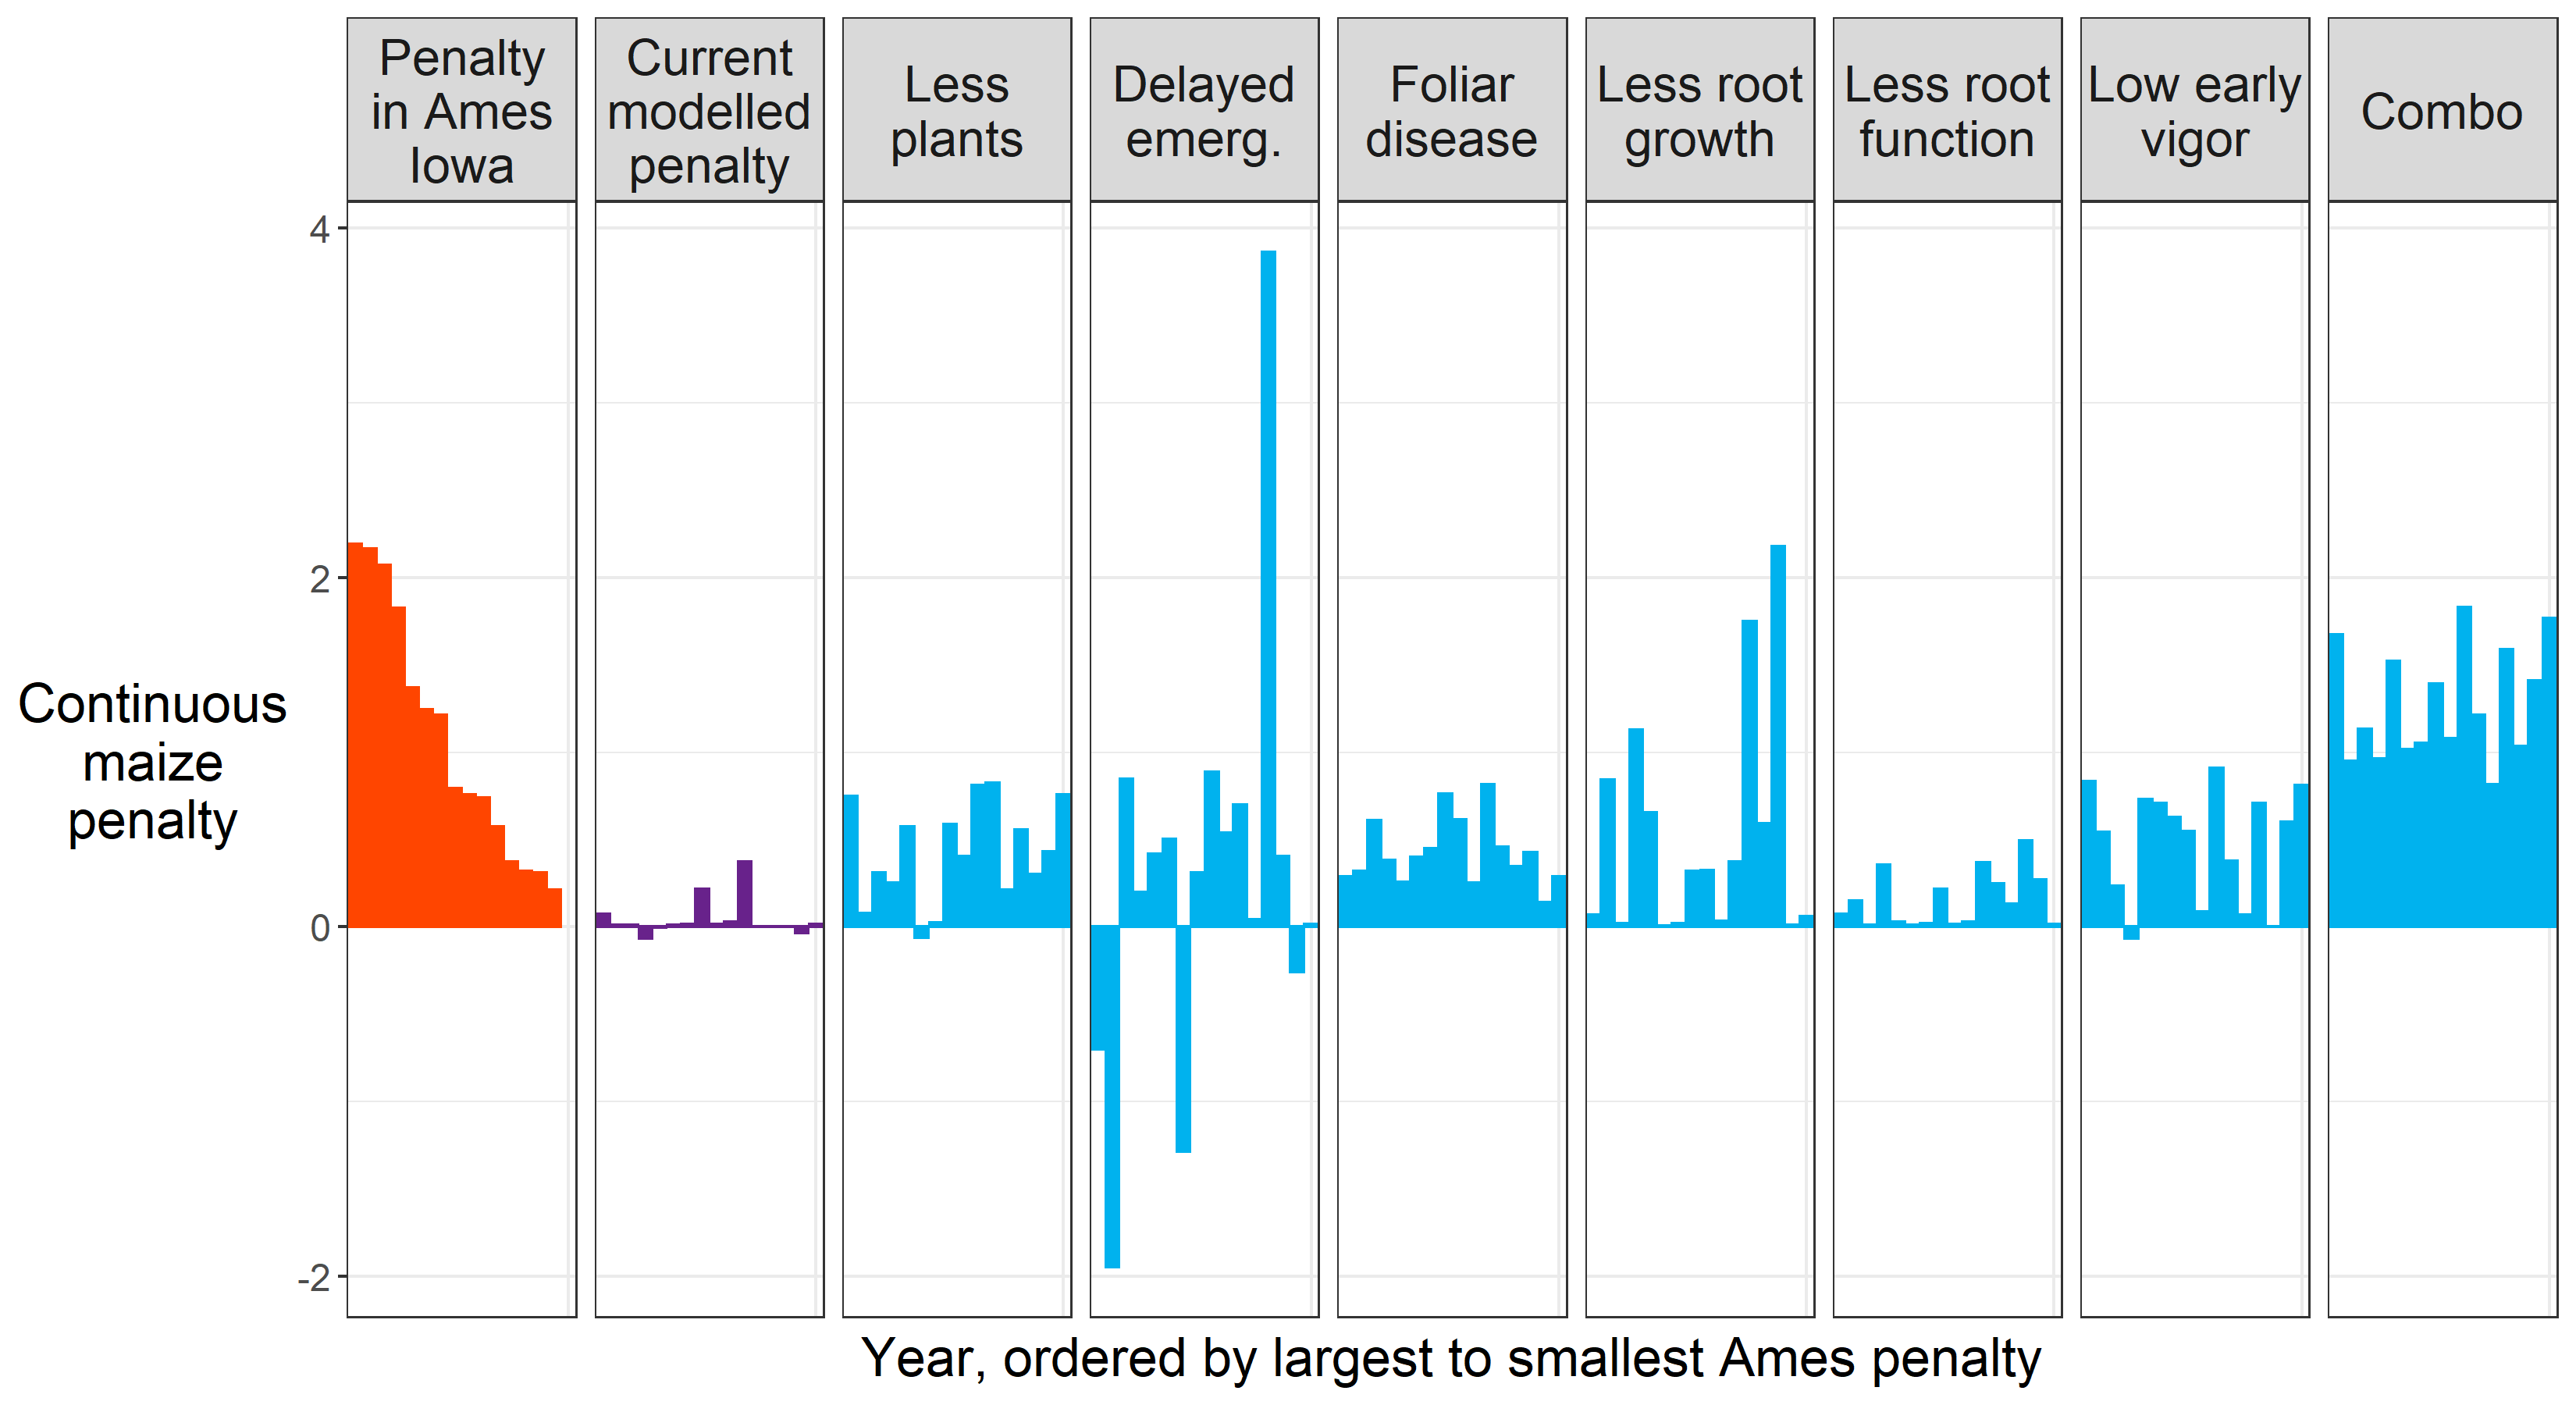 Penalty
in Ames
Iowa
Current
modelled
penalty
Less
plants
Delayed
emerg.
Foliar
disease
Less root
growth
Less root
function
Low early
vigor
Combo
4
2
0
-2
Continuous
maize
penalty
Year, ordered by largest to smallest Ames penalty